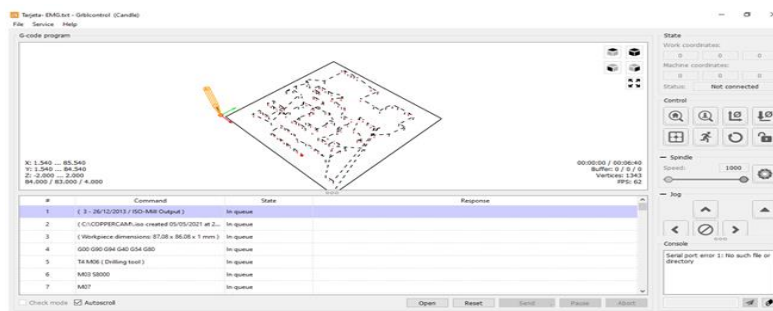 Tarjeta- EMG.txt - Grblcontrol (Candle)
File Service Help
G-code program
State
Work coordinates:
0 0 0
Machine coordinates:
0 0 0
Status: Not connected
Control
Spindle
Speed: 1000
Jog
Console
Serial port error 1: No such file or
directory
X: 1.540 ... 85.540
Y: 1.540 ... 84.540
Z: -2.000 ... 2.000
84.000 / 83.000 / 4.000
00:00:00 / 00:06:40
Buffer: 0 / 0 / 0
Vertices: 1343
FPS: 62
# Command State Response
1 ( 3 - 26/12/2013 / ISO-Mill Output ) In queue
2 ( C:\COPPERCAM\.iso created 05/05/2021 at 2... In queue
3 ( Workpiece dimensions: 87,08 x 86,08 x 1 mm ) In queue
4 G00 G90 G94 G40 G54 G80 In queue
5 T4 M06 ( Drilling tool ) In queue
6 M03 S8000 In queue
7 M07 In queue
Check mode Autoscroll Open Reset Send Pause Abort